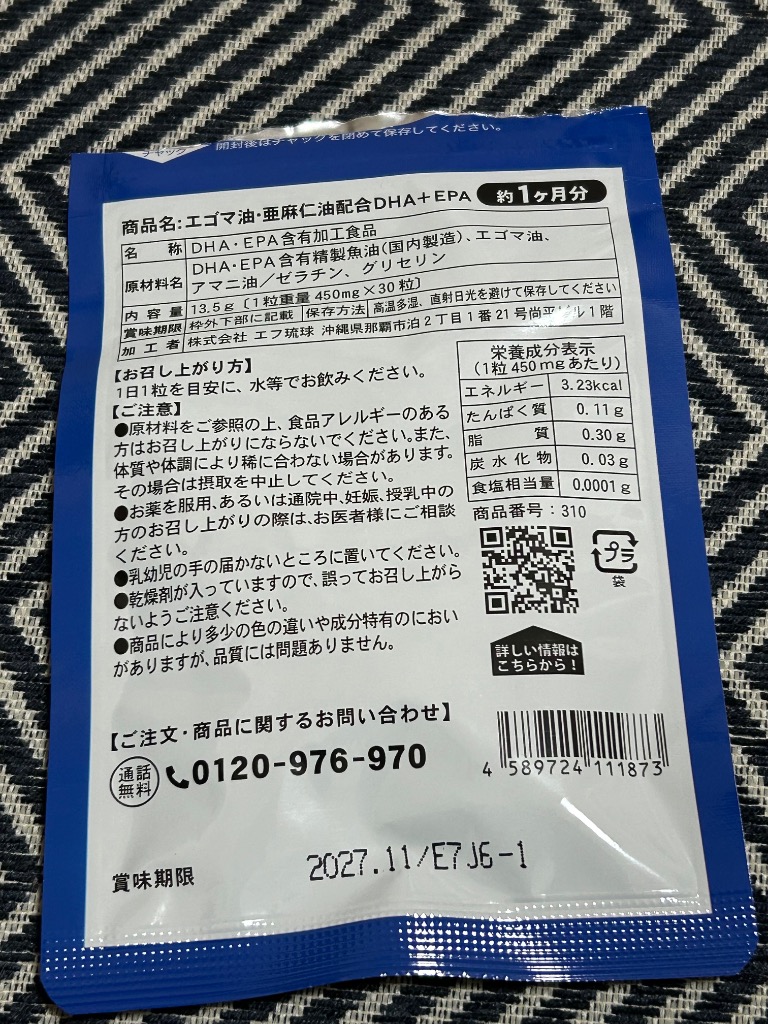 チャック
開封後はチャックを閉めて保存してください。
商品名:エゴマ油・亜麻仁油配合DHA+EPA 約1ヶ月分
名 称 DHA・EPA含有加工食品
原材料名 DHA・EPA含有精製魚油(国内製造)、エゴマ油、
アマニ油/ゼラチン、グリセリン
内 容 量 13.5g〔1粒重量 450mg×30粒〕
賞味期限 枠外下部に記載 保存方法 高温多湿、直射日光を避けて保存してください
加 工 者 株式会社 エフ琉球 沖縄県那覇市泊2丁目1番21号尚平ビル1階
【お召し上がり方】
1日1粒を目安に、水等でお飲みください。
【ご注意】
●原材料をご参照の上、食品アレルギーのある
方はお召し上がりにならないでください。また、
体質や体調により稀に合わない場合があります。
その場合は摂取を中止してください。
●お薬を服用、あるいは通院中、妊娠、授乳中の
方のお召し上がりの際は、お医者様にご相談
ください。
●乳幼児の手の届かないところに置いてください。
●乾燥剤が入っていますので、誤ってお召し上がら
ないようご注意ください。
●商品により多少の色の違いや成分特有のにおい
がありますが、品質には問題ありません。
栄養成分表示
(1粒450mgあたり)
エネルギー 3.23kcal
たんぱく質 0.11g
脂 質 0.30g
炭水化物 0.03g
食塩相当量 0.0001g
商品番号:310
プラ
袋
詳しい情報は
こちらから!
【ご注文・商品に関するお問い合わせ】
通話
無料
0120-976-970
4 589724 111873
賞味期限 2027.11/E7J6-1